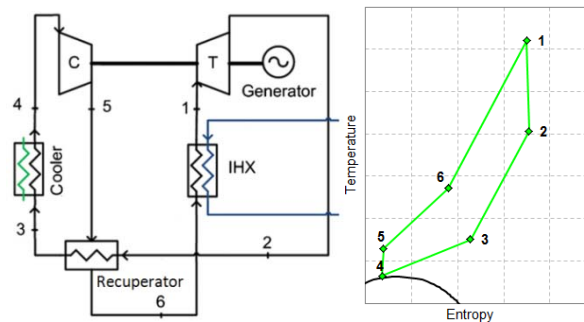 C
T
Generator
4
5
1
Cooler
IHX
3
2
Recuperator
6
Temperature
1
2
6
3
5
4
Entropy